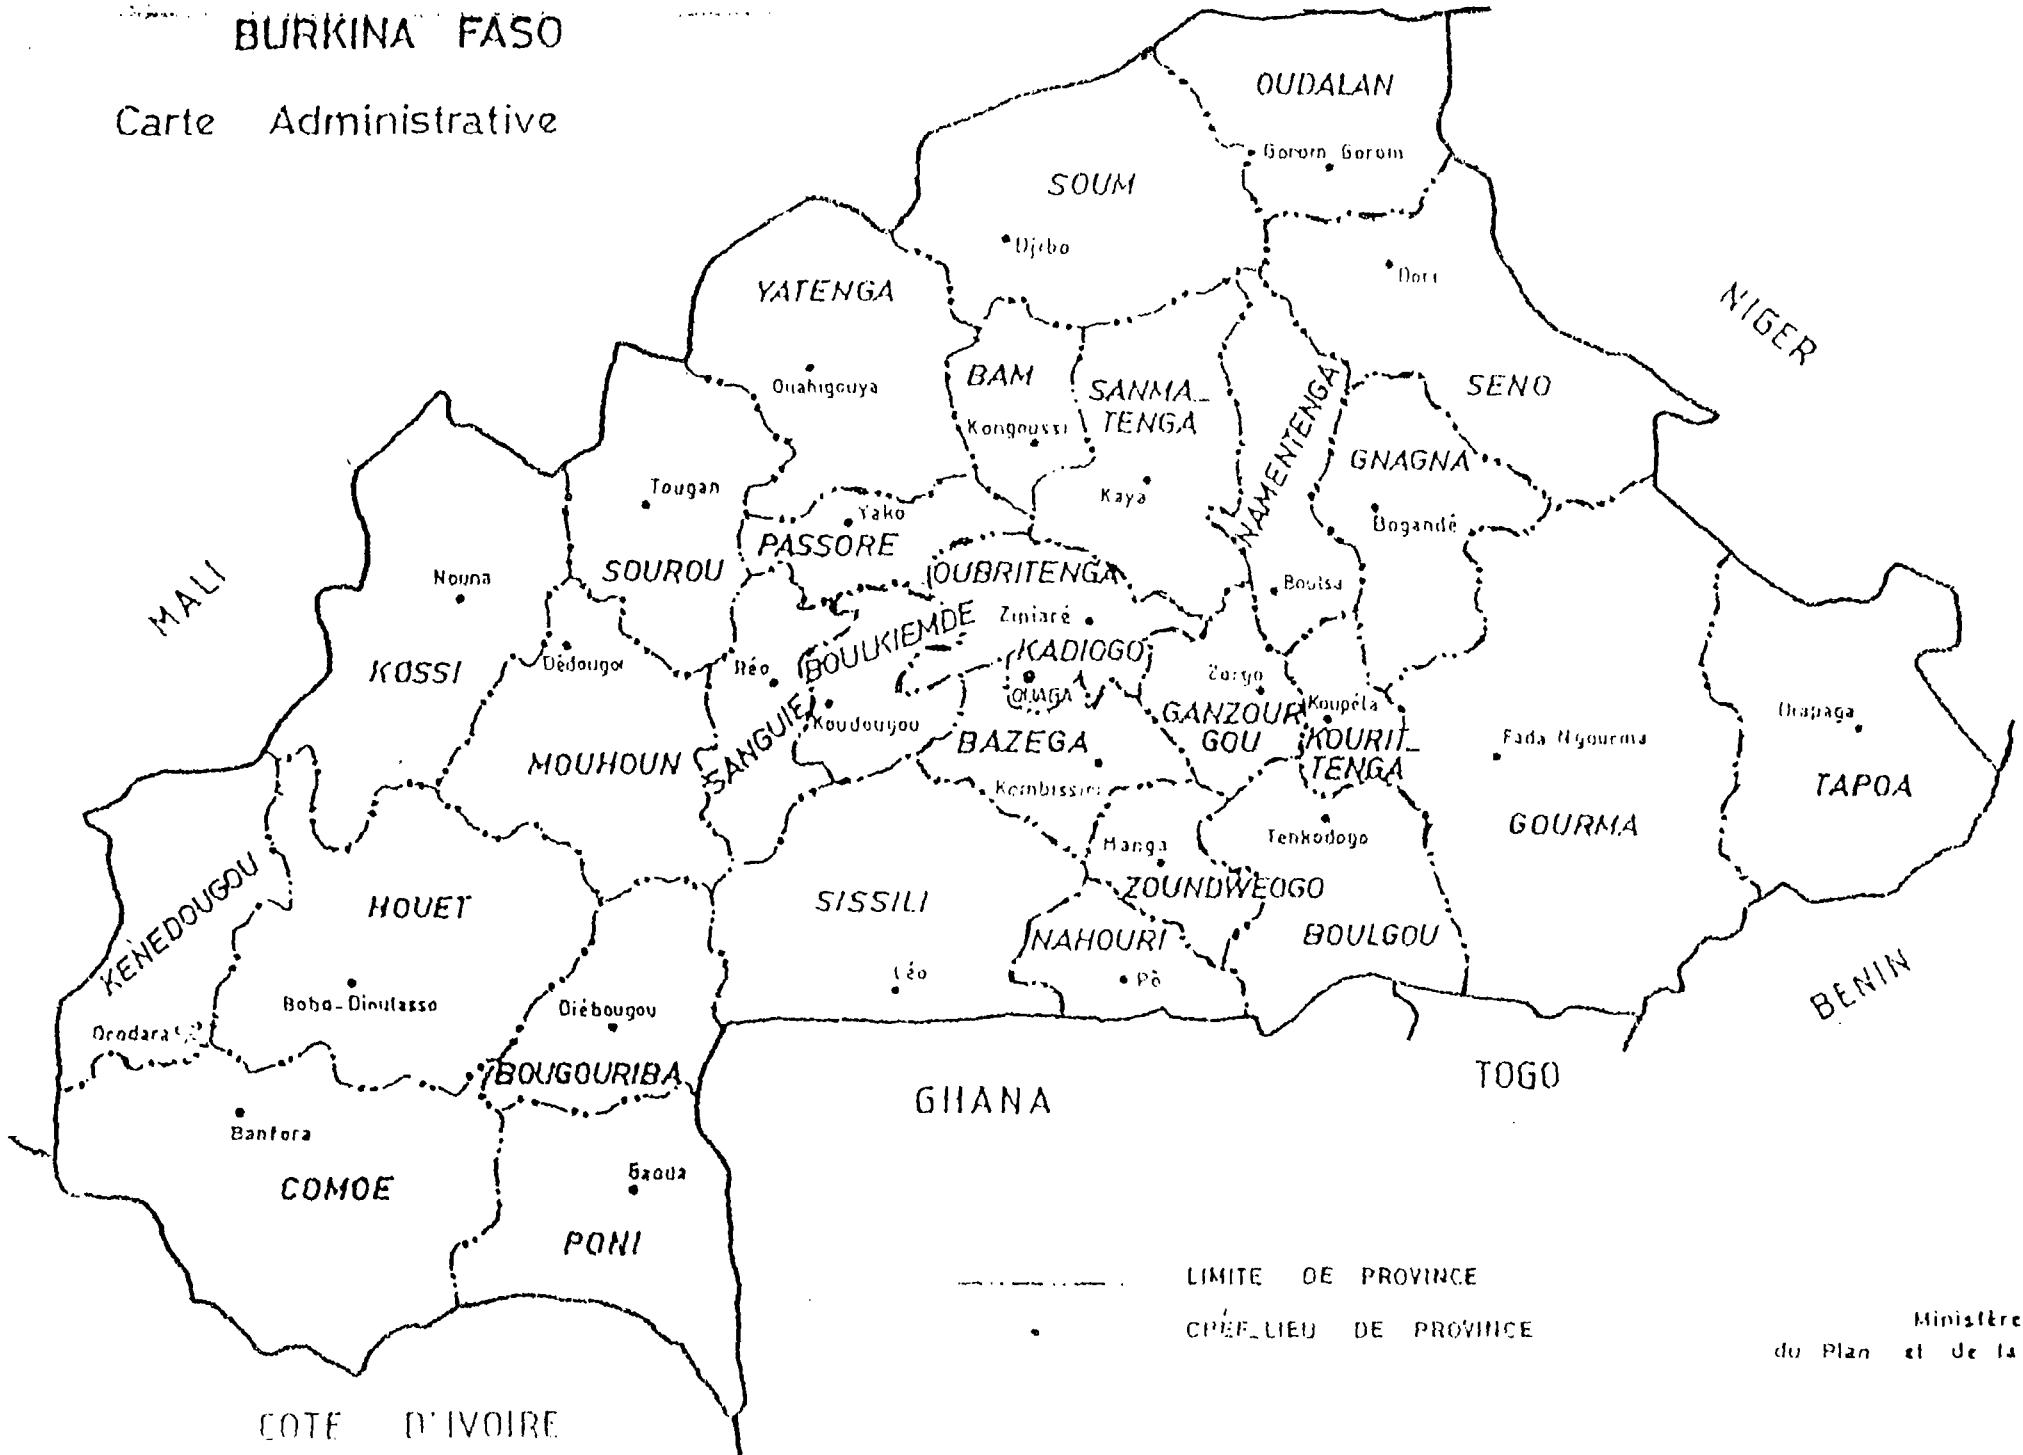 BURKINA FASO
Carte Administrative
OUDALAN
Gorom Gorom
SOUM
Djibo
Dori
YATENGA
NIGER
Ouahigouya
BAM
SANMA_
TENGA
SENO
Kongoussi
NAMENTENGA
GNAGNA
Tougan
Kaya
Yako
Bogandé
PASSORE
SOUROU
OUBRITENGA
MALI
Nouna
Boulsa
BOULKIEMDE
Ziniaré
KADIOGO
Dédougou
Réo
KOSSI
Zorgo
OUAGA
Koupéla
SANGUIE
Koudougou
GANZOUR
GOU
Diapaga
BAZEGA
KOURIT_
TENGA
Fada Ngourma
MOUHOUN
Kombissiri
TAPOA
GOURMA
Manga
Tenkodogo
KENEDOUGOU
HOUET
SISSILI
ZOUNDWEOGO
NAHOURI
BOULGOU
Léo
Pô
BENIN
Bobo-Dioulasso
Diébougou
Orodara
BOUGOURIBA
GHANA
TOGO
Banfora
Gaoua
COMOE
PONI
LIMITE DE PROVINCE
CHÉF_LIEU DE PROVINCE
Ministère
du Plan et de la
COTE D'IVOIRE